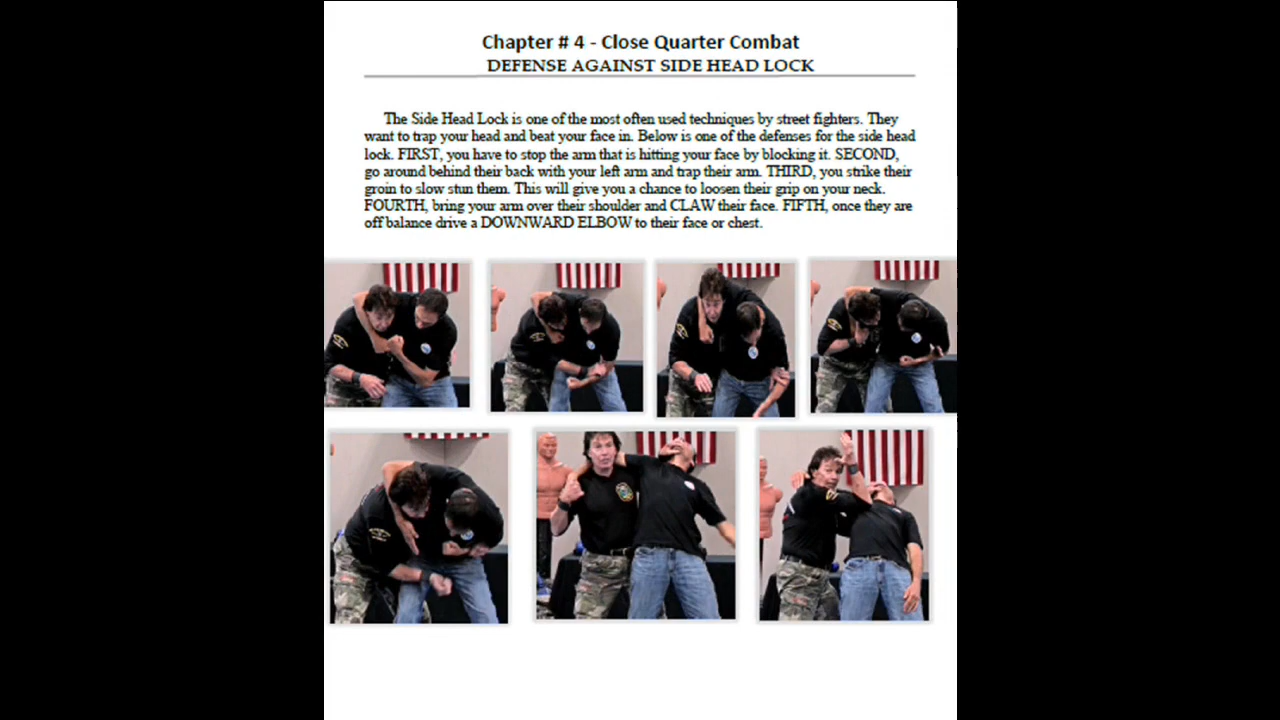 Chapter # 4 - Close Quarter Combat
DEFENSE AGAINST SIDE HEAD LOCK
The Side Head Lock is one of the most often used techniques by street fighters. They
want to trap your head and beat your face in. Below is one of the defenses for the side head
lock. FIRST, you have to stop the arm that is hitting your face by blocking it. SECOND,
go around behind their back with your left arm and trap their arm. THIRD, you strike their
groin to slow stun them. This will give you a chance to loosen their grip on your neck.
FOURTH, bring your arm over their shoulder and CLAW their face. FIFTH, once they are
off balance drive a DOWNWARD ELBOW to their face or chest.